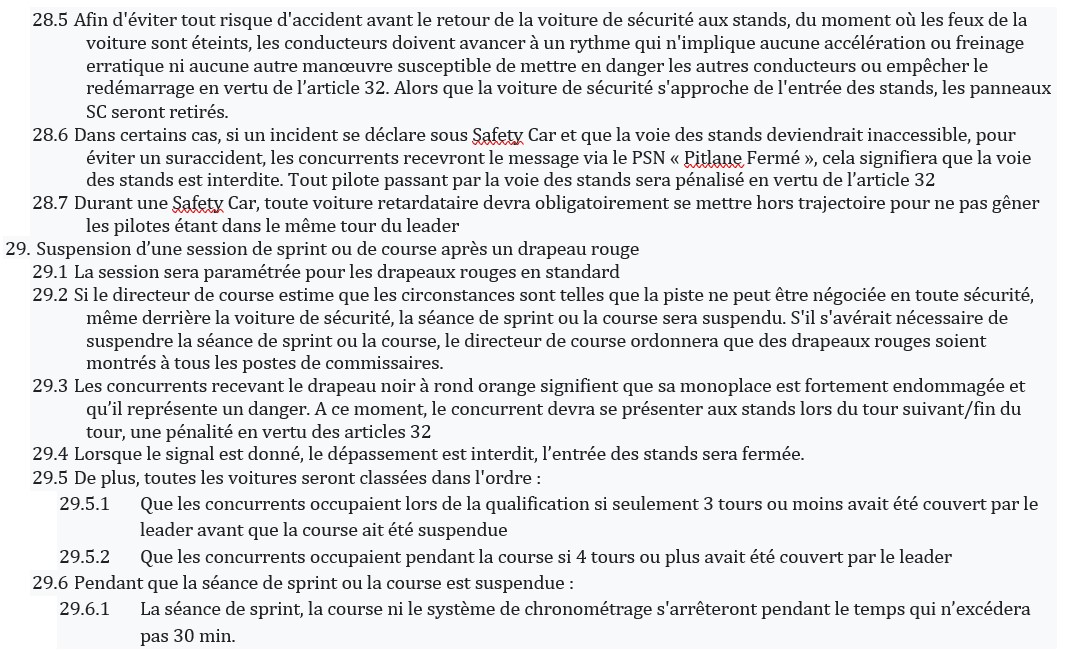 28.5 Afin d'éviter tout risque d'accident avant le retour de la voiture de sécurité aux stands, du moment où les feux de la
voiture sont éteints, les conducteurs doivent avancer à un rythme qui n'implique aucune accélération ou freinage
erratique ni aucune autre manœuvre susceptible de mettre en danger les autres conducteurs ou empêcher le
redémarrage en vertu de l’article 32. Alors que la voiture de sécurité s'approche de l'entrée des stands, les panneaux
SC seront retirés.
28.6 Dans certains cas, si un incident se déclare sous Safety Car et que la voie des stands deviendrait inaccessible, pour
éviter un suraccident, les concurrents recevront le message via le PSN « Pitlane Fermé », cela signifiera que la voie
des stands est interdite. Tout pilote passant par la voie des stands sera pénalisé en vertu de l’article 32
28.7 Durant une Safety Car, toute voiture retardataire devra obligatoirement se mettre hors trajectoire pour ne pas gêner
les pilotes étant dans le même tour du leader
29. Suspension d’une session de sprint ou de course après un drapeau rouge
29.1 La session sera paramétrée pour les drapeaux rouges en standard
29.2 Si le directeur de course estime que les circonstances sont telles que la piste ne peut être négociée en toute sécurité,
même derrière la voiture de sécurité, la séance de sprint ou la course sera suspendu. S'il s'avérait nécessaire de
suspendre la séance de sprint ou la course, le directeur de course ordonnera que des drapeaux rouges soient
montrés à tous les postes de commissaires.
29.3 Les concurrents recevant le drapeau noir à rond orange signifient que sa monoplace est fortement endommagée et
qu’il représente un danger. A ce moment, le concurrent devra se présenter aux stands lors du tour suivant/fin du
tour, une pénalité en vertu des articles 32
29.4 Lorsque le signal est donné, le dépassement est interdit, l’entrée des stands sera fermée.
29.5 De plus, toutes les voitures seront classées dans l'ordre :
29.5.1 Que les concurrents occupaient lors de la qualification si seulement 3 tours ou moins avait été couvert par le
leader avant que la course ait été suspendue
29.5.2 Que les concurrents occupaient pendant la course si 4 tours ou plus avait été couvert par le leader
29.6 Pendant que la séance de sprint ou la course est suspendue :
29.6.1 La séance de sprint, la course ni le système de chronométrage s'arrêteront pendant le temps qui n’excédera
pas 30 min.